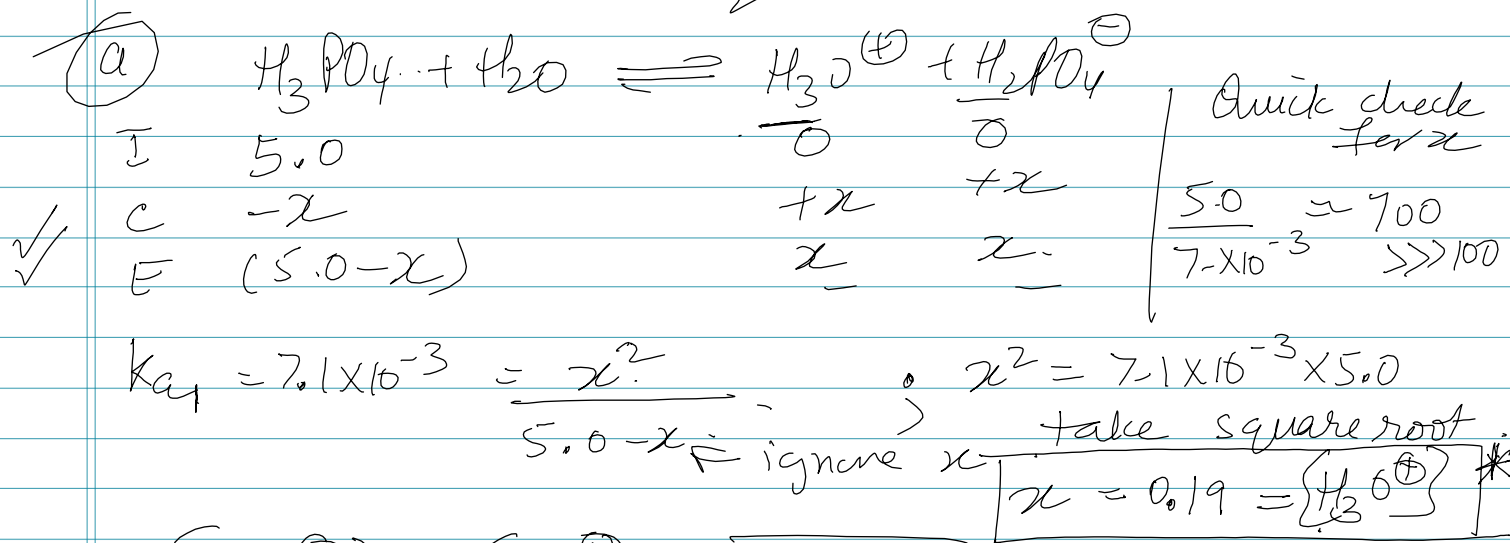 a H₃PO₄ + H₂O ⇌ H₃O⊕ + H₂PO₄⊖
Quick check
for x
I 5.0 0 0
C -x +x +x
E (5.0-x) x x
5.0 / 7.×10⁻³ ≈ 700
>>>100
Ka₁ = 7.1×10⁻³ = x² / 5.0-x ← ignore x ; x² = 7.1×10⁻³×5.0
take square root
x = 0.19 = [H₃O⊕] *